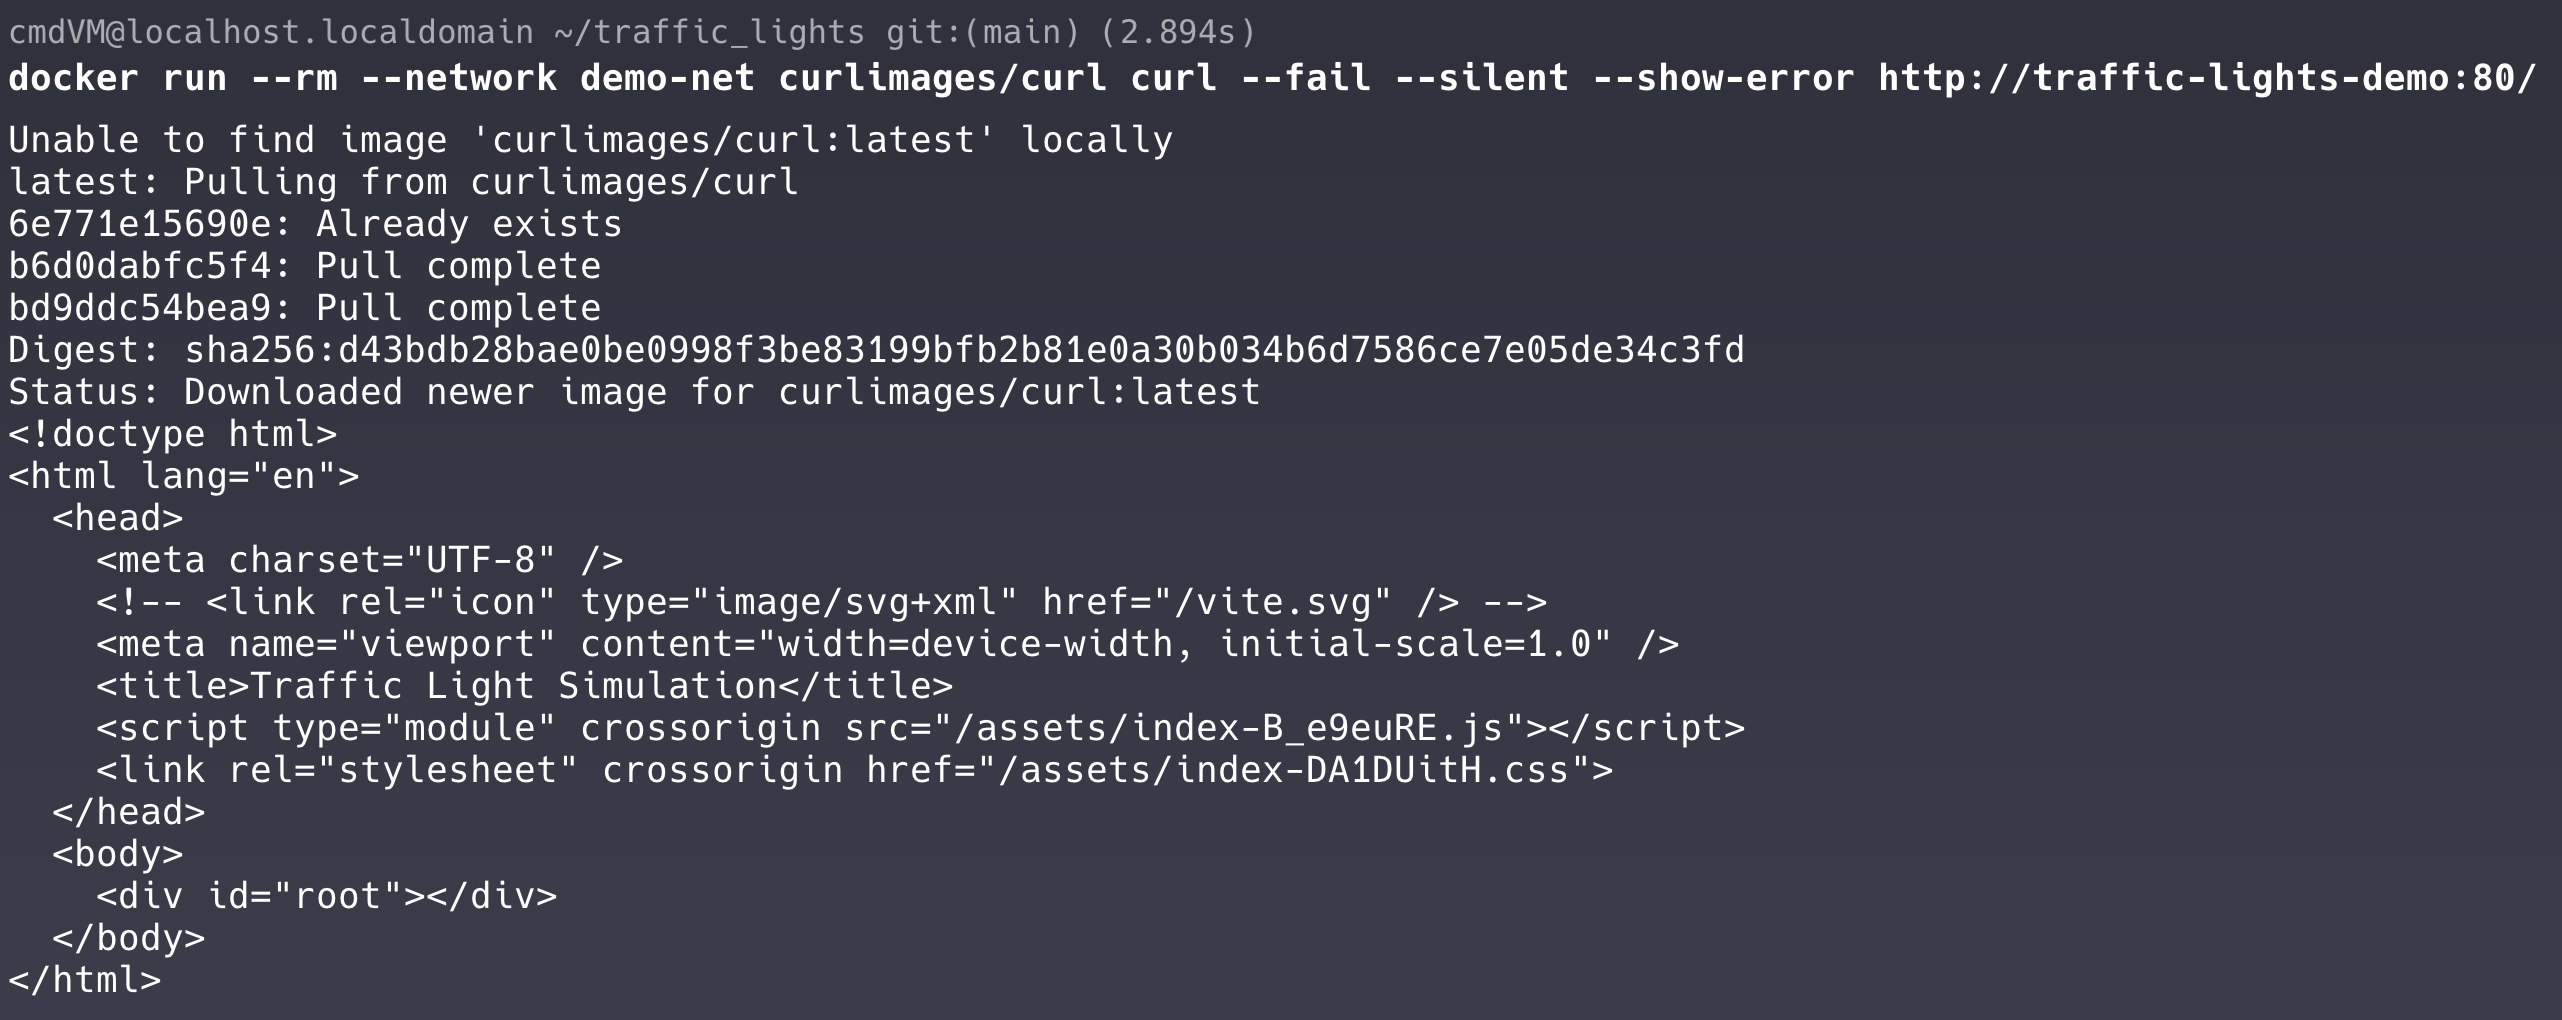 cmdVM@localhost.localdomain ~/traffic_lights git:(main) (2.894s)
docker run --rm --network demo-net curlimages/curl curl --fail --silent --show-error http://traffic-lights-demo:80/
Unable to find image 'curlimages/curl:latest' locally
latest: Pulling from curlimages/curl
6e771e15690e: Already exists
b6d0dabfc5f4: Pull complete
bd9ddc54bea9: Pull complete
Digest: sha256:d43bdb28bae0be0998f3be83199bfb2b81e0a30b034b6d7586ce7e05de34c3fd
Status: Downloaded newer image for curlimages/curl:latest
<!doctype html>
<html lang="en">
  <head>
    <meta charset="UTF-8" />
    <!-- <link rel="icon" type="image/svg+xml" href="/vite.svg" /> -->
    <meta name="viewport" content="width=device-width, initial-scale=1.0" />
    <title>Traffic Light Simulation</title>
    <script type="module" crossorigin src="/assets/index-B_e9euRE.js"></script>
    <link rel="stylesheet" crossorigin href="/assets/index-DA1DUitH.css">
  </head>
  <body>
    <div id="root"></div>
  </body>
</html>